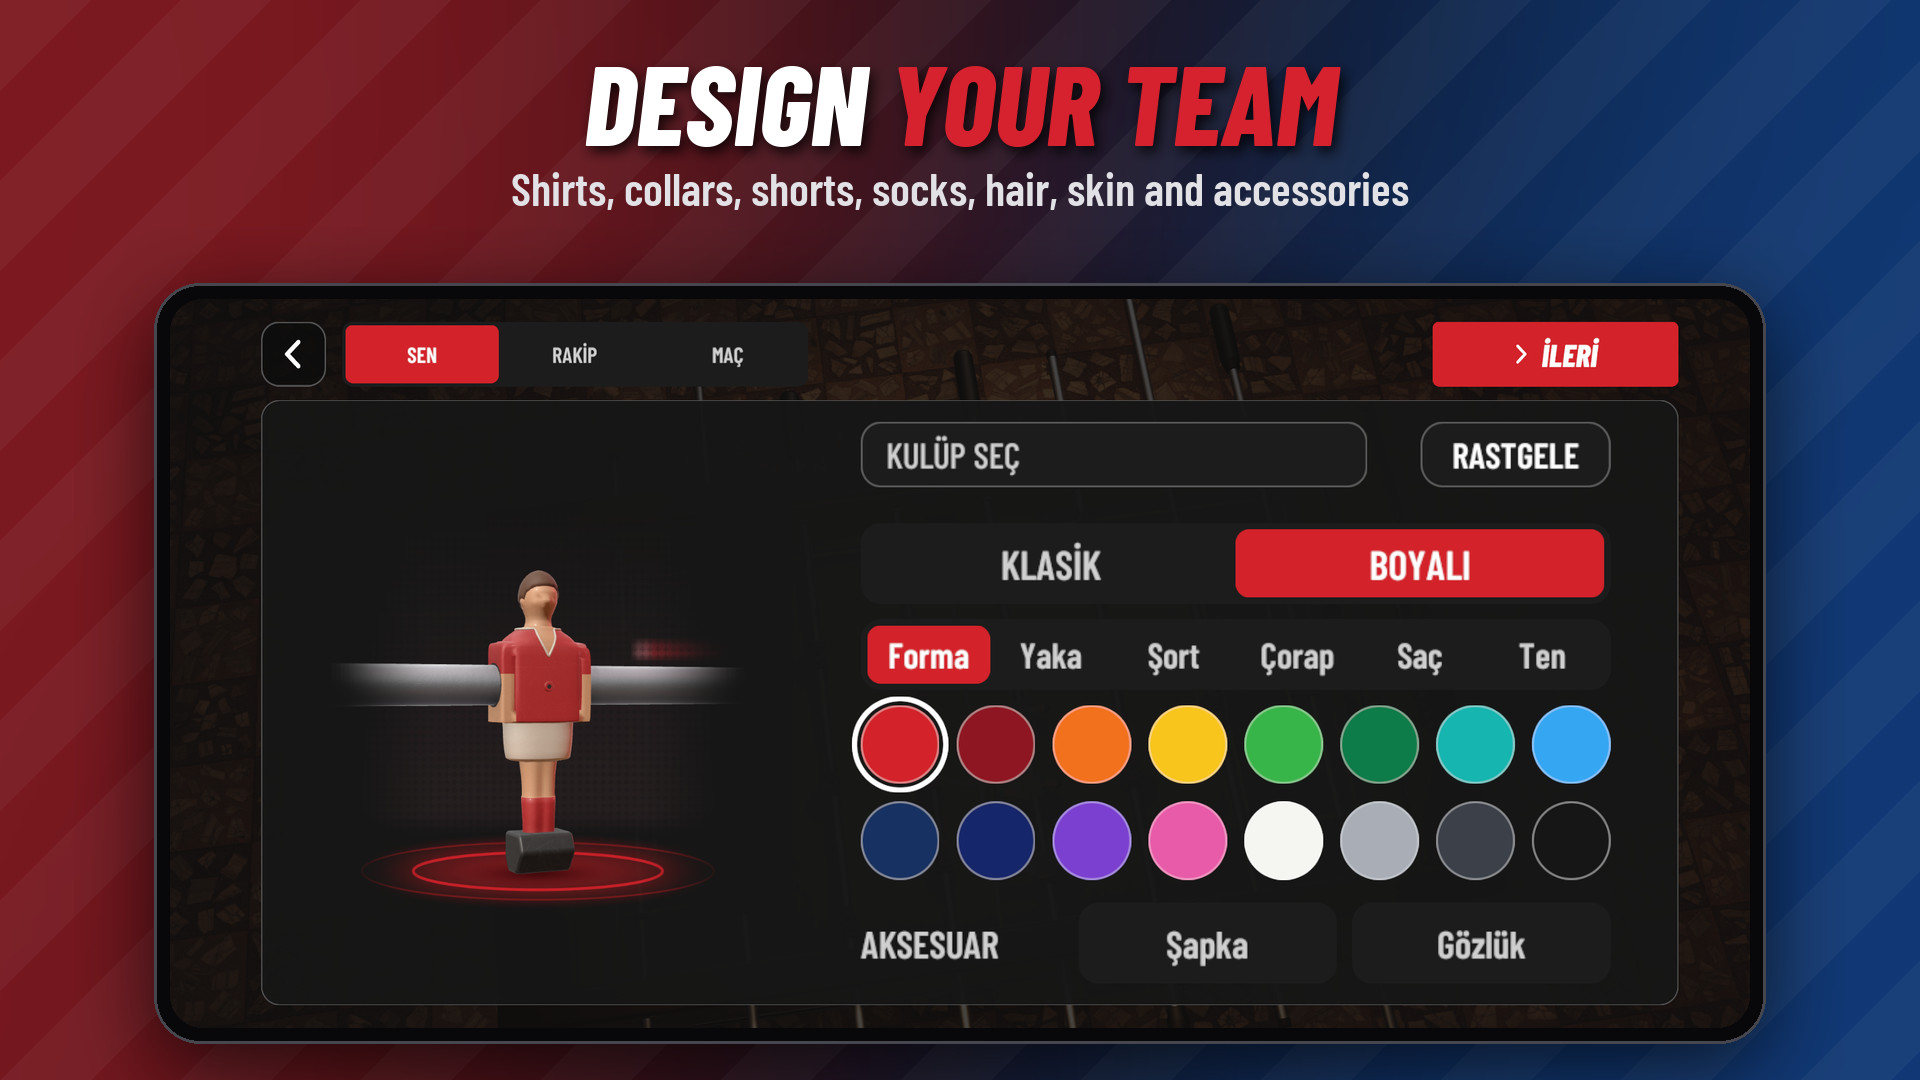 DESIGN YOUR TEAM
Shirts, collars, shorts, socks, hair, skin and accessories
SEN
RAKİP
MAÇ
İLERİ
KULÜP SEÇ
RASTGELE
KLASİK
BOYALI
Forma
Yaka
Şort
Çorap
Saç
Ten
AKSESUAR
Şapka
Gözlük